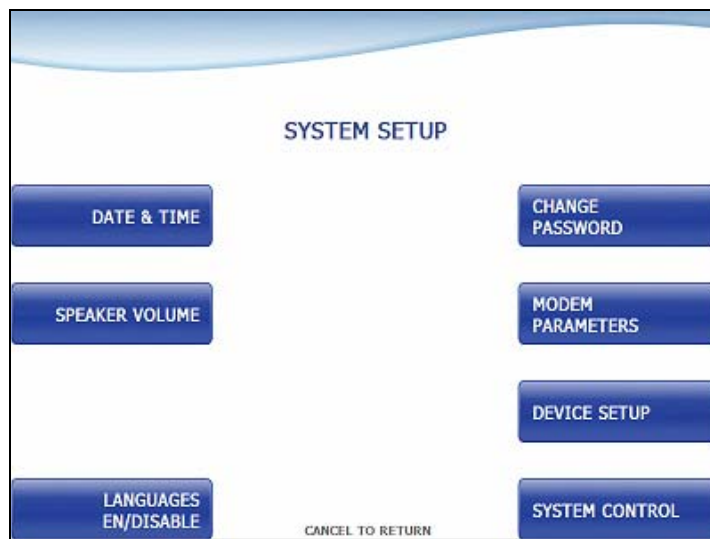 SYSTEM SETUP
DATE & TIME
CHANGE
PASSWORD
SPEAKER VOLUME
MODEM
PARAMETERS
DEVICE SETUP
LANGUAGES
EN/DISABLE
SYSTEM CONTROL
CANCEL TO RETURN